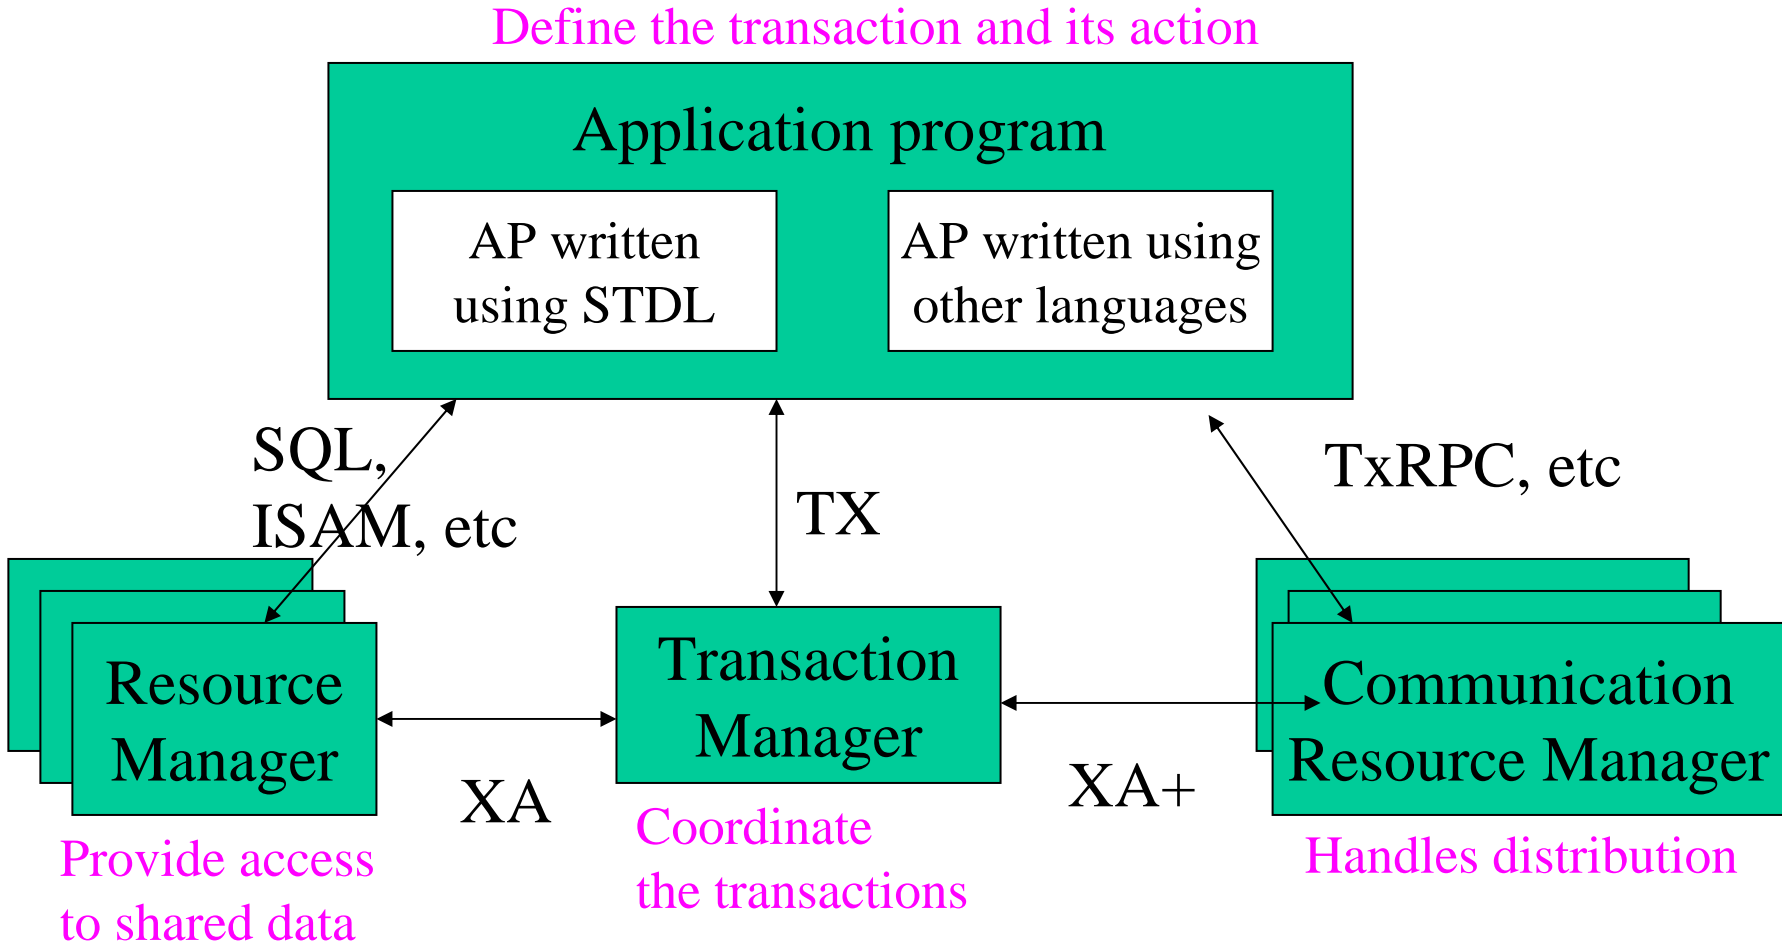 Define the transaction and its action
Application program
AP written
using STDL
AP written using
other languages
SQL,
ISAM, etc
TX
TxRPC, etc
Resource
Manager
Transaction
Manager
Communication
Resource Manager
XA
XA+
Provide access
to shared data
Coordinate
the transactions
Handles distribution